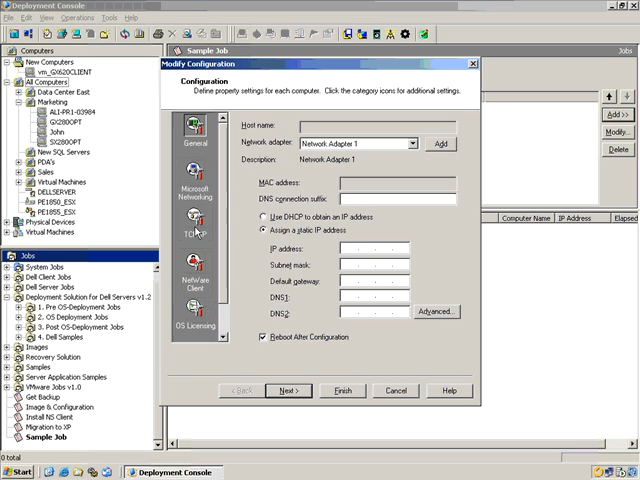 Deployment Console
File Edit View Operations Tools Help
Computers
New Computers
vm_GX620CLIENT
All Computers
Data Center East
Marketing
ALI-PR1-03984
GX280OPT
John
SX280OPT
New SQL Servers
PDA's
Sales
Virtual Machines
DELLSERVER
PE1850_ESX
PE1855_ESX
Physical Devices
Virtual Machines
Jobs
System Jobs
Dell Client Jobs
Dell Server Jobs
Deployment Solution for Dell Servers v1.2
1. Pre OS-Deployment Jobs
2. OS Deployment Jobs
3. Post OS-Deployment Jobs
4. Dell Samples
Images
Recovery Solution
Samples
Server Application Samples
VMware Jobs v1.0
Get Backup
Image & Configuration
Install NS Client
Migration to XP
Sample Job
0 total
Sample Job
Jobs
Add >>
Modify...
Delete
Computer Name IP Address Elapsed
Modify Configuration
Configuration
Define property settings for each computer. Click the category icons for additional settings.
General
Microsoft
Networking
NetWare
Client
OS Licensing
Host name:
Network adapter: Network Adapter 1 Add
Description: Network Adapter 1
MAC address:
DNS connection suffix:
Use DHCP to obtain an IP address
Assign a static IP address
IP address:
Subnet mask:
Default gateway:
DNS1:
DNS2:
Advanced...
Reboot After Configuration
< Back Next > Finish Cancel Help
Start Deployment Console